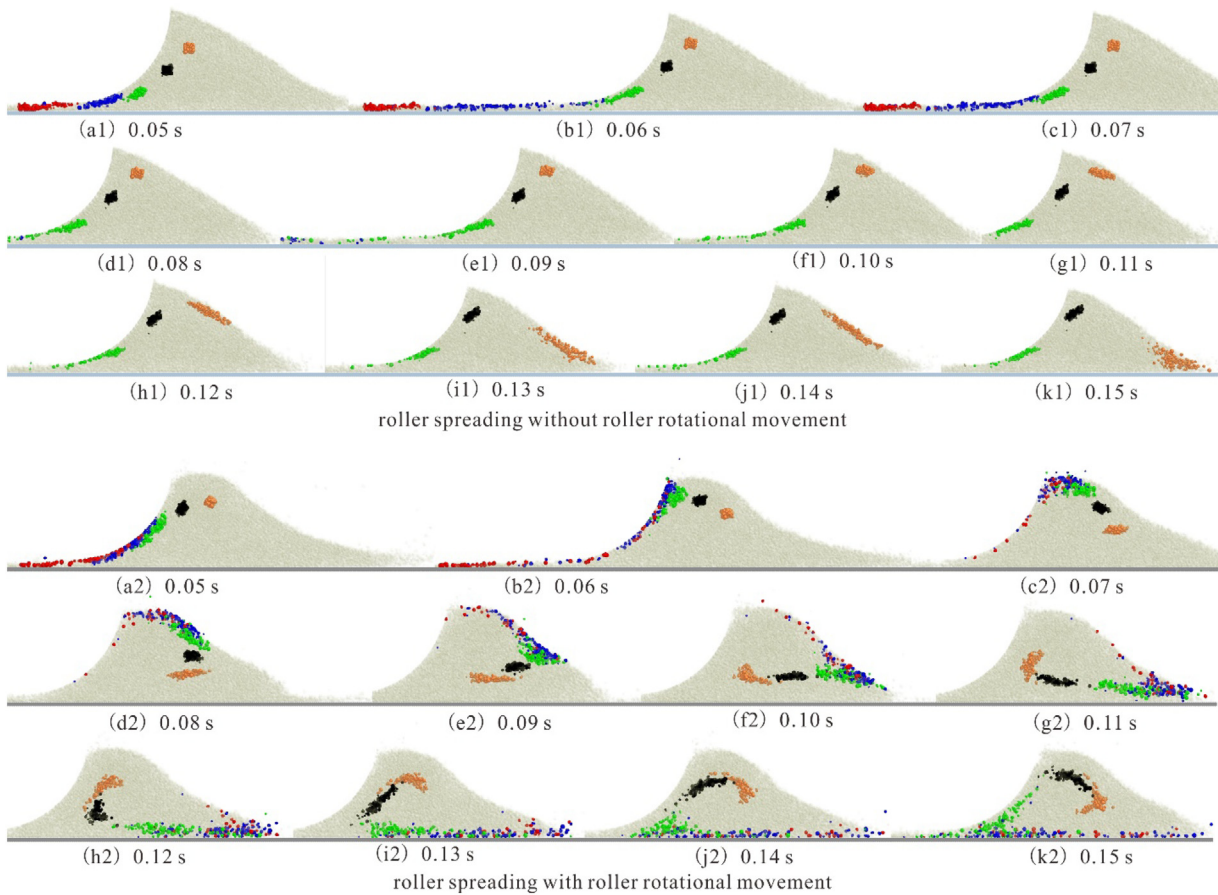 (a1) 0.05 s (b1) 0.06 s (c1) 0.07 s
(d1) 0.08 s (e1) 0.09 s (f1) 0.10 s (g1) 0.11 s
(h1) 0.12 s (i1) 0.13 s (j1) 0.14 s (k1) 0.15 s
roller spreading without roller rotational movement
(a2) 0.05 s (b2) 0.06 s (c2) 0.07 s
(d2) 0.08 s (e2) 0.09 s (f2) 0.10 s (g2) 0.11 s
(h2) 0.12 s (i2) 0.13 s (j2) 0.14 s (k2) 0.15 s
roller spreading with roller rotational movement